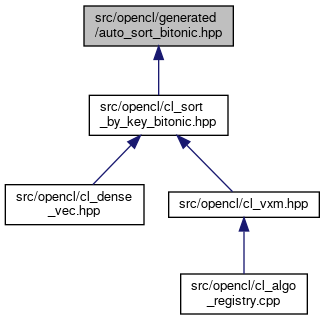 src/opencl/generated
/auto_sort_bitonic.hpp
src/opencl/cl_sort
_by_key_bitonic.hpp
src/opencl/cl_dense
_vec.hpp
src/opencl/cl_vxm.hpp
src/opencl/cl_algo
_registry.cpp